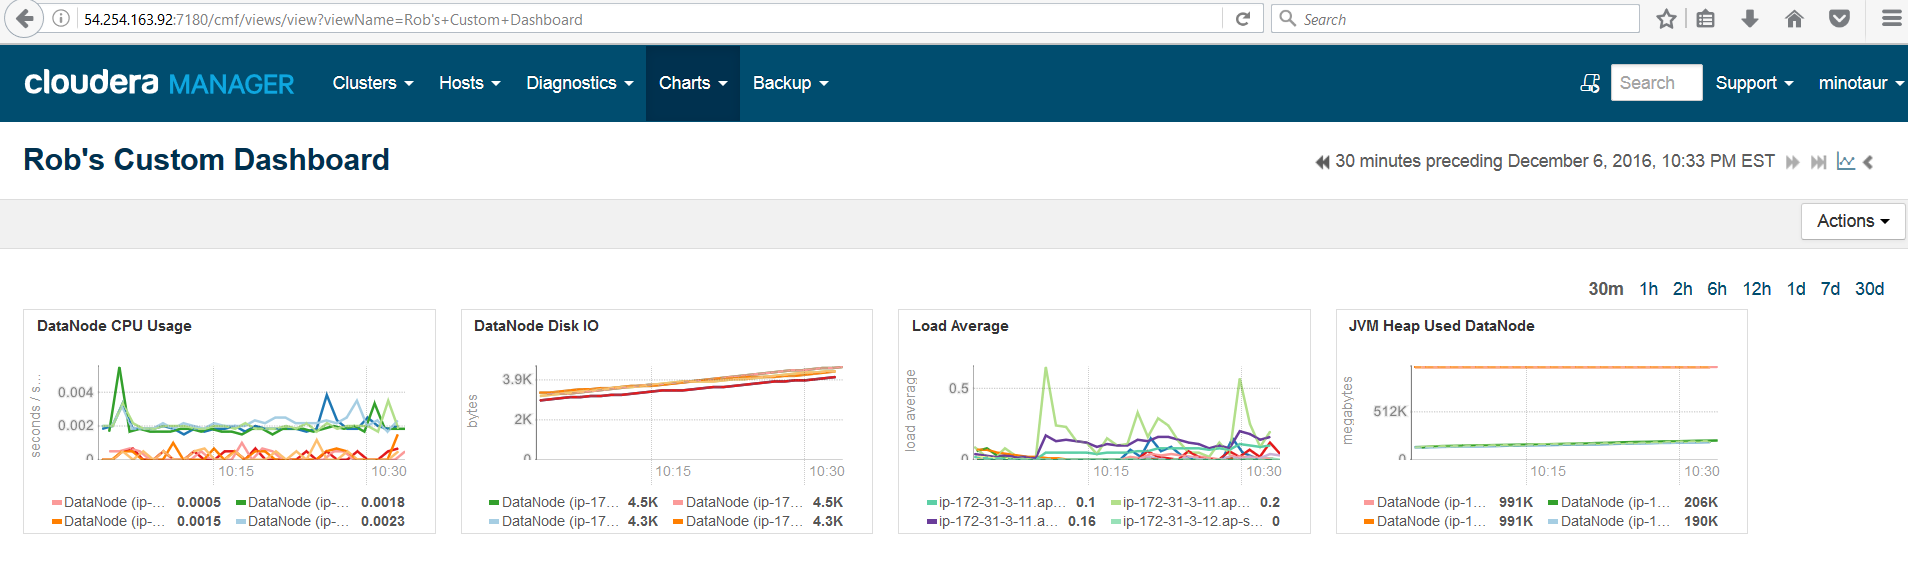 54.254.163.92:7180/cmf/views/view?viewName=Rob's+Custom+Dashboard
Search
cloudera MANAGER Clusters Hosts Diagnostics Charts Backup Search Support minotaur
Rob's Custom Dashboard
30 minutes preceding December 6, 2016, 10:33 PM EST
Actions
30m 1h 2h 6h 12h 1d 7d 30d
DataNode CPU Usage
seconds / s...
0.004
0.002
0
10:15 10:30
DataNode (ip-... 0.0005 DataNode (ip-... 0.0018
DataNode (ip-... 0.0015 DataNode (ip-... 0.0023
DataNode Disk IO
bytes
3.9K
2K
0
10:15 10:30
DataNode (ip-17... 4.5K DataNode (ip-17... 4.5K
DataNode (ip-17... 4.3K DataNode (ip-17... 4.3K
Load Average
load average
0.5
0
10:15 10:30
ip-172-31-3-11.ap... 0.1 ip-172-31-3-11.ap... 0.2
ip-172-31-3-11.a... 0.16 ip-172-31-3-12.ap-s... 0
JVM Heap Used DataNode
megabytes
512K
0
10:15 10:30
DataNode (ip-1... 991K DataNode (ip-1... 206K
DataNode (ip-1... 991K DataNode (ip-1... 190K